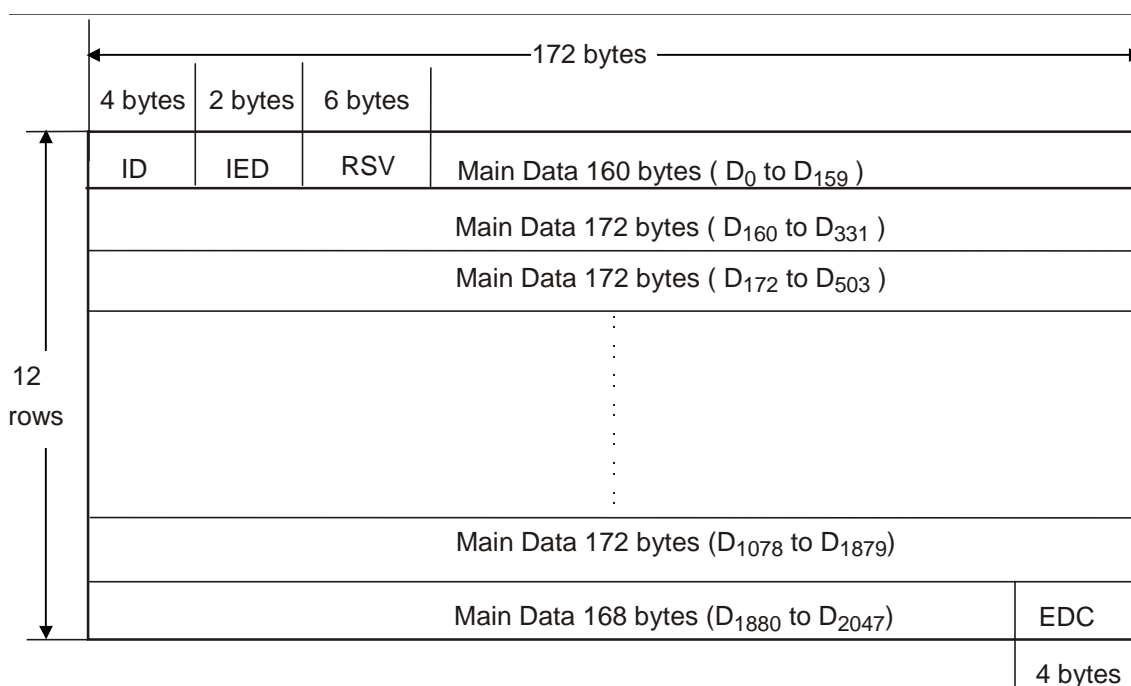 172 bytes
4 bytes 2 bytes 6 bytes
ID IED RSV Main Data 160 bytes ( D0 to D159 )
Main Data 172 bytes ( D160 to D331 )
Main Data 172 bytes ( D172 to D503 )
12
rows
Main Data 172 bytes (D1078 to D1879)
Main Data 168 bytes (D1880 to D2047) EDC
4 bytes